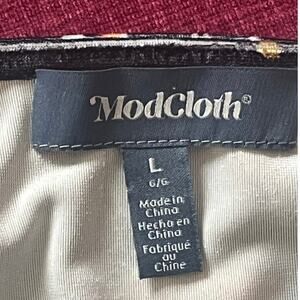 ModCloth®
L
G/G
Made in
China
Hecho en
China
Fabriqué
au
Chine